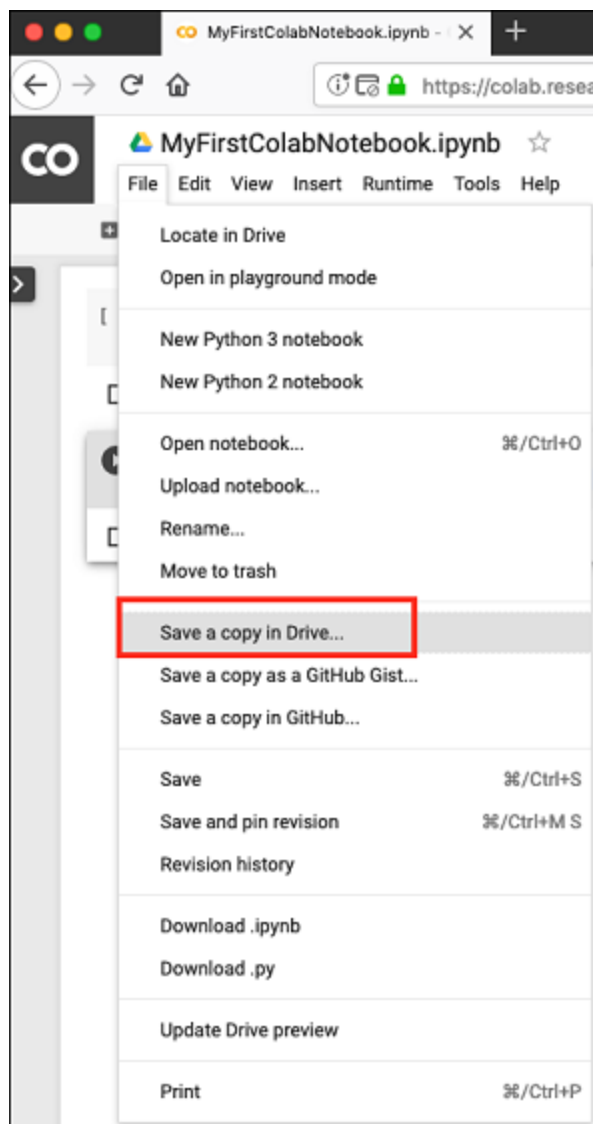 MyFirstColabNotebook.ipynb -
https://colab.resea
CO
MyFirstColabNotebook.ipynb
File Edit View Insert Runtime Tools Help
Locate in Drive
Open in playground mode
New Python 3 notebook
New Python 2 notebook
Open notebook... ⌘/Ctrl+O
Upload notebook...
Rename...
Move to trash
Save a copy in Drive...
Save a copy as a GitHub Gist...
Save a copy in GitHub...
Save ⌘/Ctrl+S
Save and pin revision ⌘/Ctrl+M S
Revision history
Download .ipynb
Download .py
Update Drive preview
Print ⌘/Ctrl+P